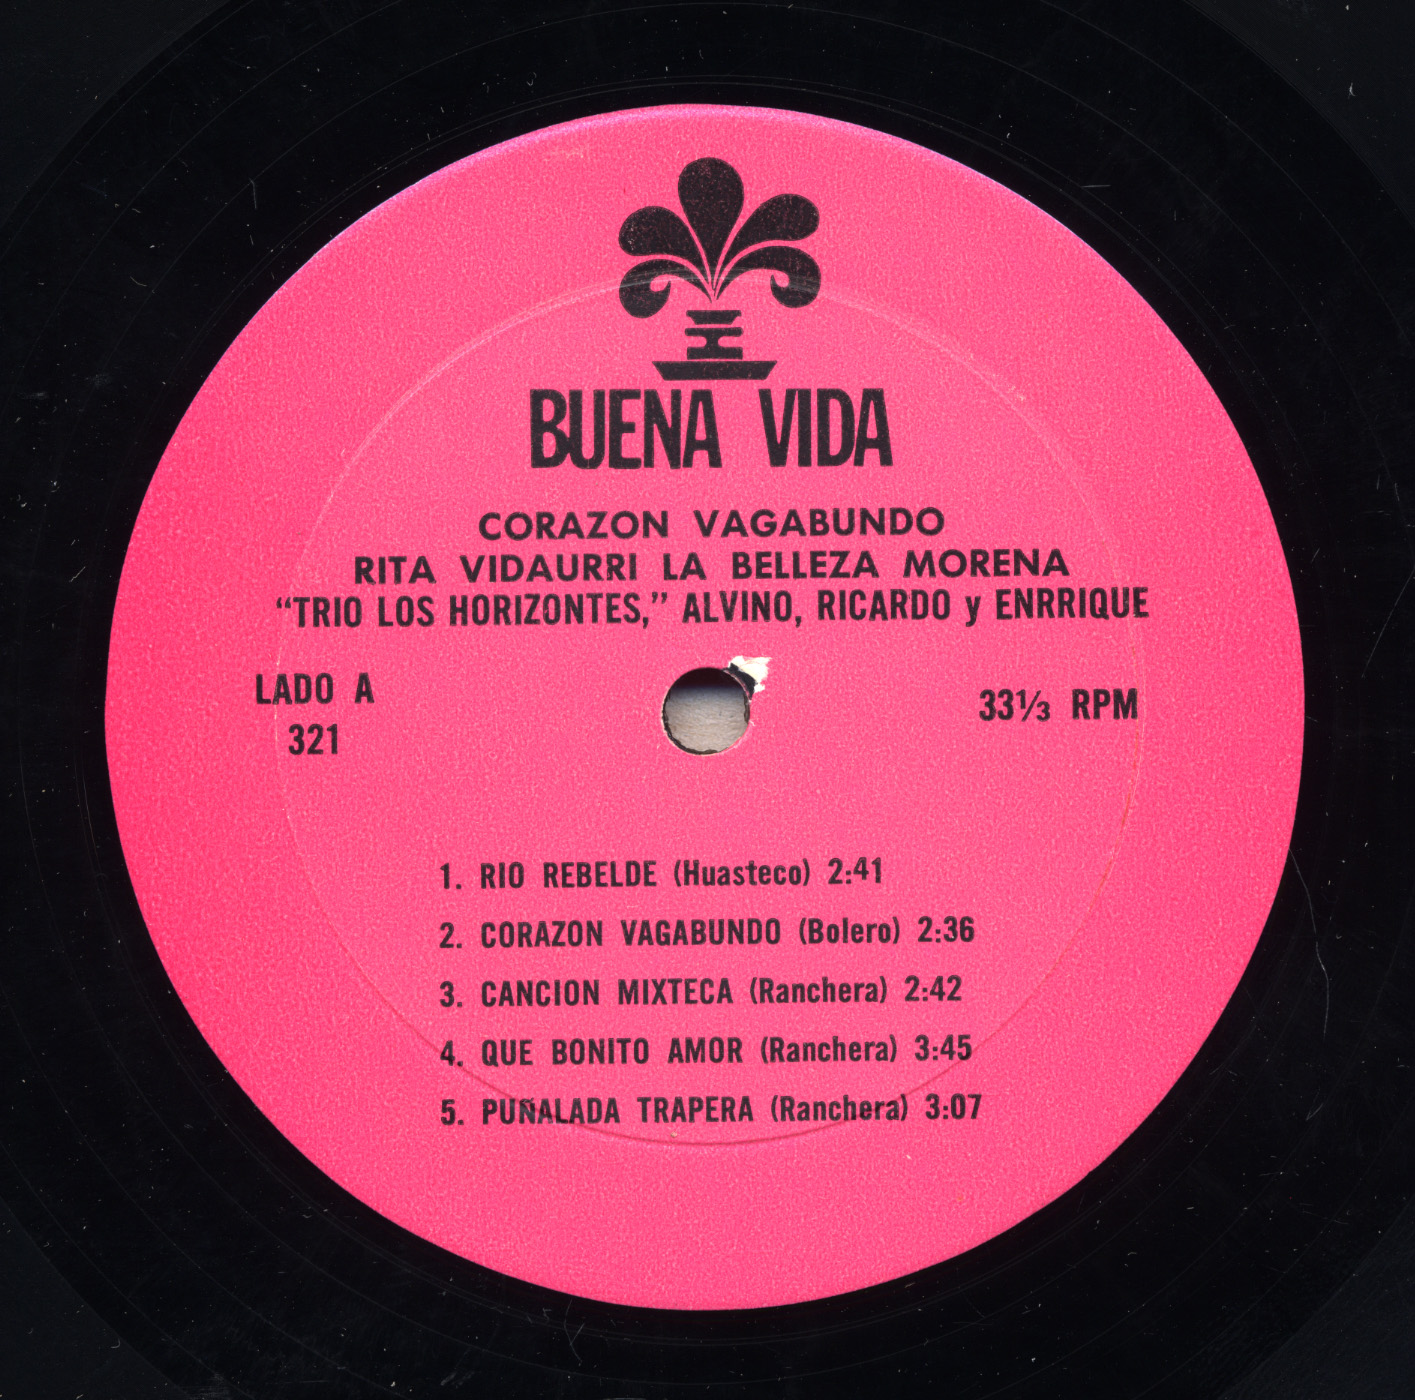 BUENA VIDA
CORAZON VAGABUNDO
RITA VIDAURRI LA BELLEZA MORENA
“TRIO LOS HORIZONTES,” ALVINO, RICARDO y ENRRIQUE
LADO A
321
33⅓ RPM
1. RIO REBELDE (Huasteco) 2:41
2. CORAZON VAGABUNDO (Bolero) 2:36
3. CANCION MIXTECA (Ranchera) 2:42
4. QUE BONITO AMOR (Ranchera) 3:45
5. PUÑALADA TRAPERA (Ranchera) 3:07